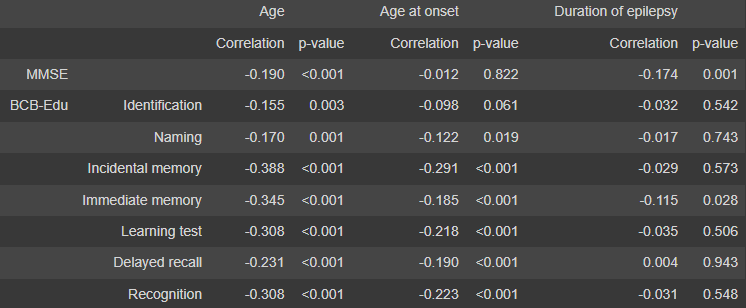 Age Age at onset Duration of epilepsy
Correlation p-value Correlation p-value Correlation p-value
MMSE -0.190 <0.001 -0.012 0.822 -0.174 0.001
BCB-Edu Identification -0.155 0.003 -0.098 0.061 -0.032 0.542
Naming -0.170 0.001 -0.122 0.019 -0.017 0.743
Incidental memory -0.388 <0.001 -0.291 <0.001 -0.029 0.573
Immediate memory -0.345 <0.001 -0.185 <0.001 -0.115 0.028
Learning test -0.308 <0.001 -0.218 <0.001 -0.035 0.506
Delayed recall -0.231 <0.001 -0.190 <0.001 0.004 0.943
Recognition -0.308 <0.001 -0.223 <0.001 -0.031 0.548